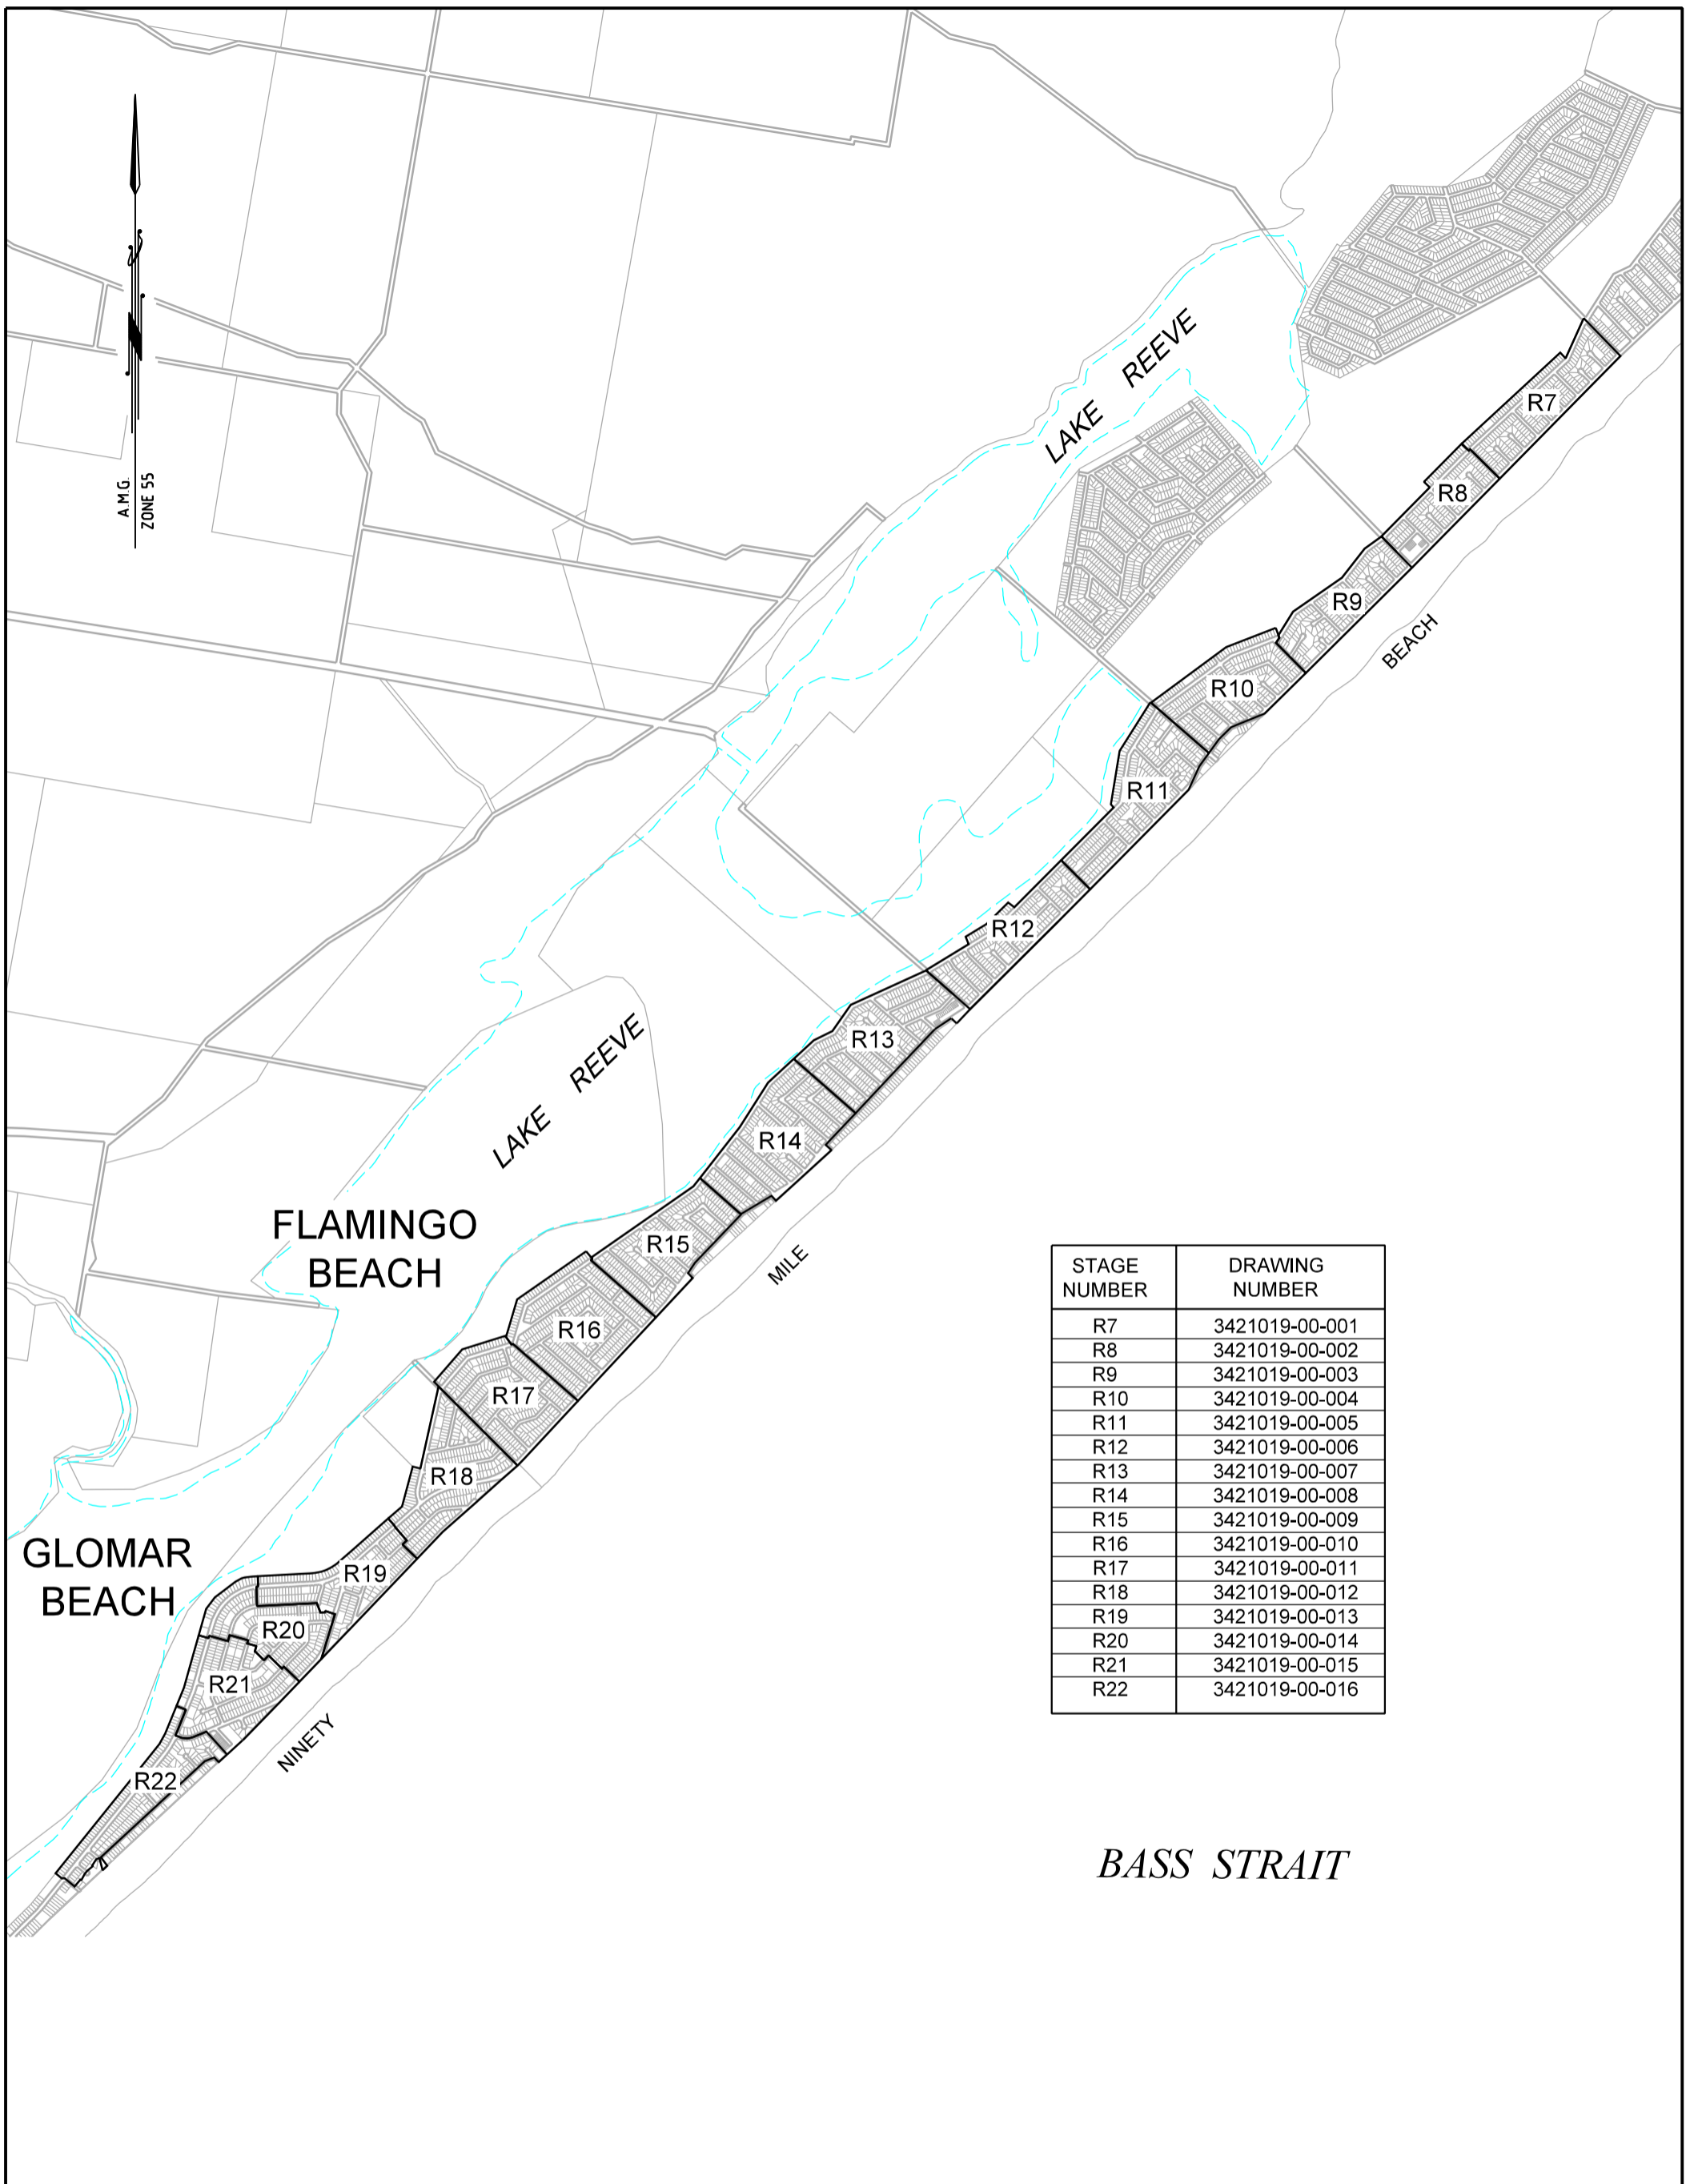 A.M.G.
ZONE 55
LAKE REEVE
R7
R8
R9
BEACH
R10
R11
R12
R13
LAKE REEVE
R14
FLAMINGO
BEACH
R15
MILE
R16
R17
R18
GLOMAR
BEACH
R19
R20
R21
NINETY
R22
STAGE NUMBER DRAWING NUMBER
R7 3421019-00-001
R8 3421019-00-002
R9 3421019-00-003
R10 3421019-00-004
R11 3421019-00-005
R12 3421019-00-006
R13 3421019-00-007
R14 3421019-00-008
R15 3421019-00-009
R16 3421019-00-010
R17 3421019-00-011
R18 3421019-00-012
R19 3421019-00-013
R20 3421019-00-014
R21 3421019-00-015
R22 3421019-00-016
BASS STRAIT